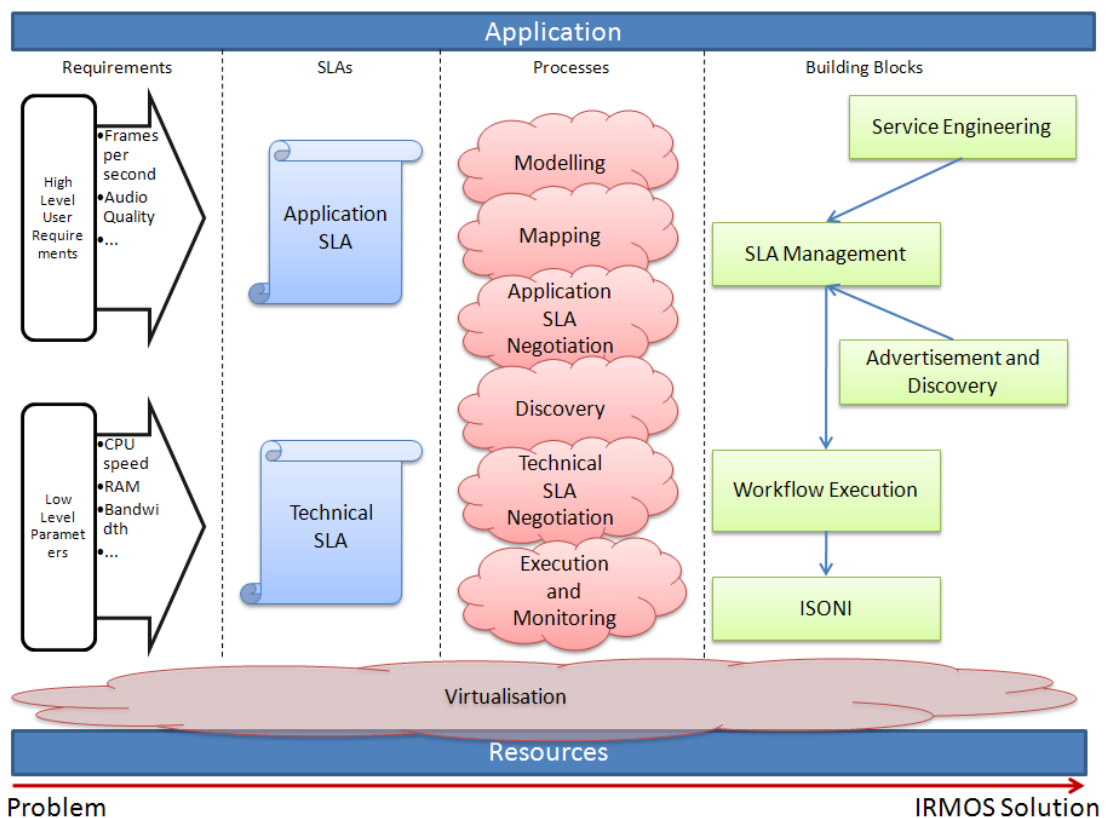 Application
Requirements
SLAs
Processes
Building Blocks
High
Level
User
Require
ments
•Frames
per
second
•Audio
Quality
•...
Application
SLA
Modelling
Mapping
Application
SLA
Negotiation
Service Engineering
SLA Management
Advertisement and
Discovery
Low
Level
Paramet
ers
•CPU
speed
•RAM
•Bandwi
dth
•...
Technical
SLA
Discovery
Technical
SLA
Negotiation
Execution
and
Monitoring
Workflow Execution
ISONI
Virtualisation
Resources
Problem
IRMOS Solution